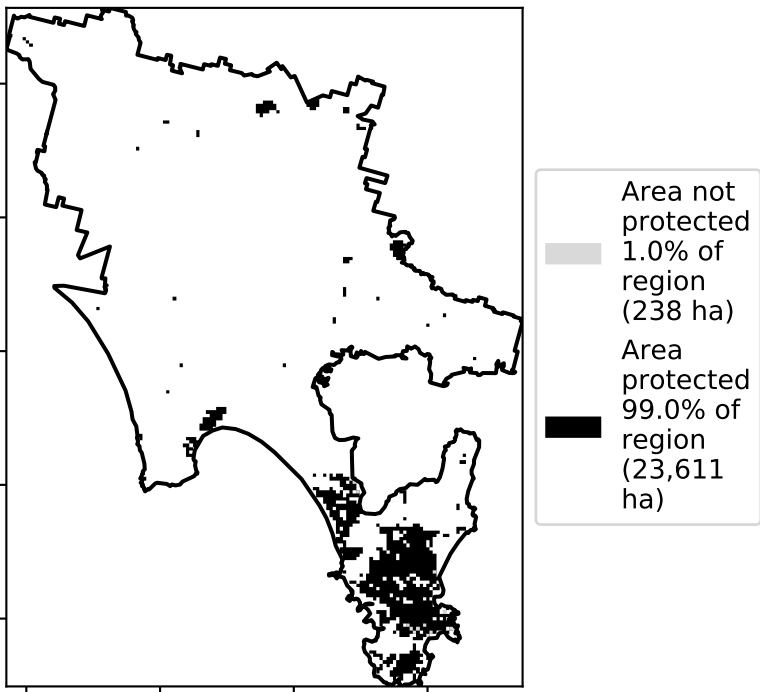 Area not
protected
1.0% of
region
(238 ha)
Area
protected
99.0% of
region
(23,611
ha)